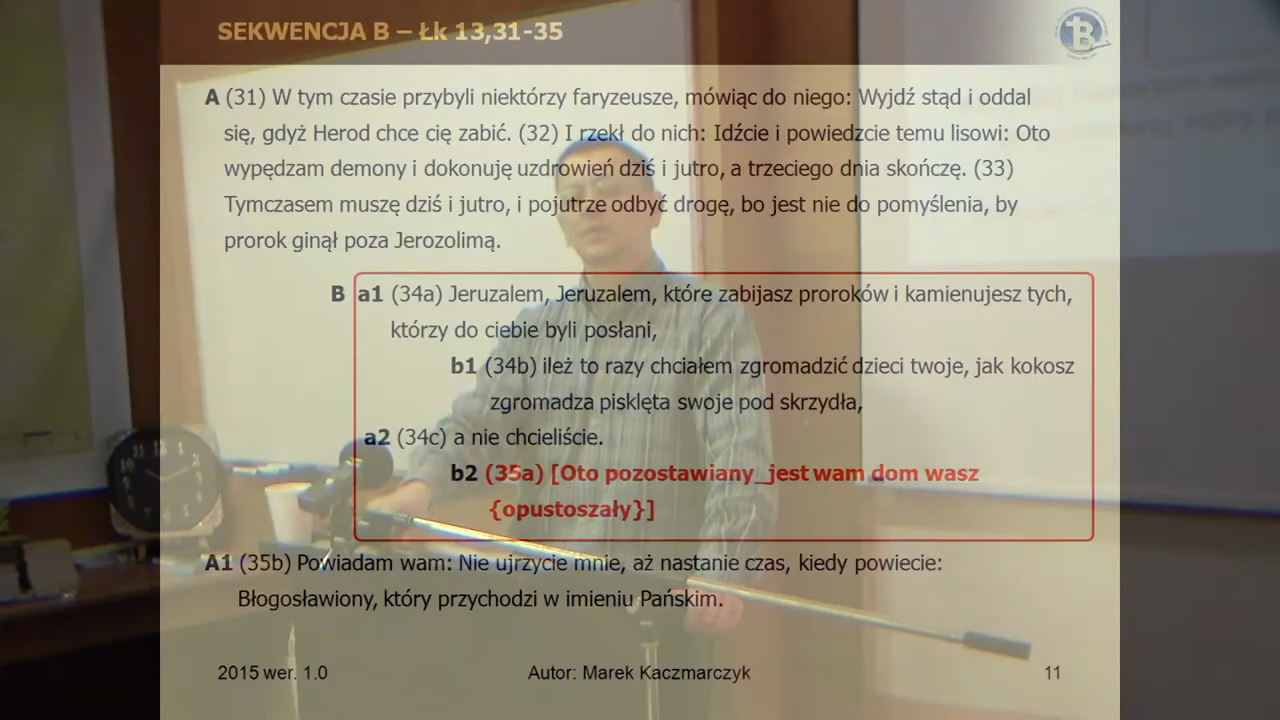 SEKWENCJA B – Łk 13,31-35
A (31) W tym czasie przybyli niektórzy faryzeusze, mówiąc do niego: Wyjdź stąd i oddal
się, gdyż Herod chce cię zabić. (32) I rzekł do nich: Idźcie i powiedzcie temu lisowi: Oto
wypędzam demony i dokonuję uzdrowień dziś i jutro, a trzeciego dnia skończę. (33)
Tymczasem muszę dziś i jutro, i pojutrze odbyć drogę, bo jest nie do pomyślenia, by
prorok ginął poza Jerozolimą.
B a1 (34a) Jeruzalem, Jeruzalem, które zabijasz proroków i kamienujesz tych,
którzy do ciebie byli posłani,
b1 (34b) ileż to razy chciałem zgromadzić dzieci twoje, jak kokosz
zgromadza pisklęta swoje pod skrzydła,
a2 (34c) a nie chcieliście.
b2 (35a) [Oto pozostawiany_jest wam dom wasz
{opustoszały}]
A1 (35b) Powiadam wam: Nie ujrzycie mnie, aż nastanie czas, kiedy powiecie:
Błogosławiony, który przychodzi w imieniu Pańskim.
2015 wer. 1.0 Autor: Marek Kaczmarczyk 11